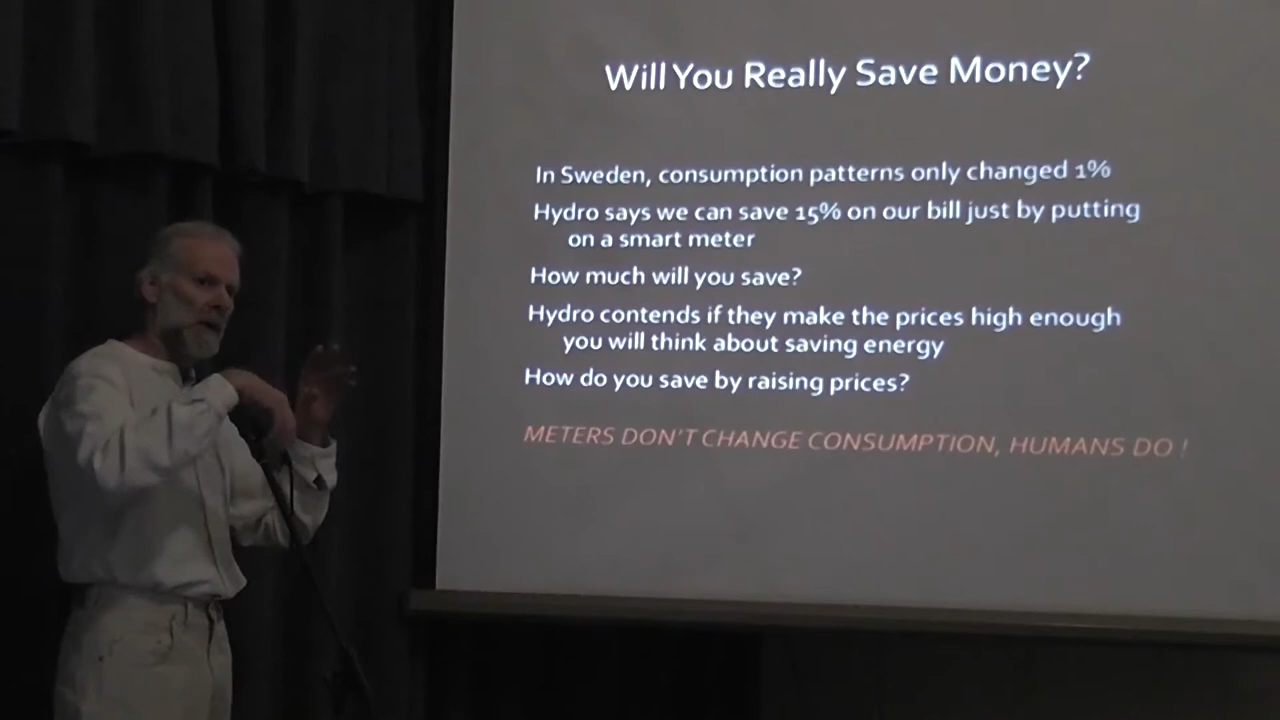 Will You Really Save Money?
In Sweden, consumption patterns only changed 1%
Hydro says we can save 15% on our bill just by putting
on a smart meter
How much will you save?
Hydro contends if they make the prices high enough
you will think about saving energy
How do you save by raising prices?
METERS DON'T CHANGE CONSUMPTION, HUMANS DO !